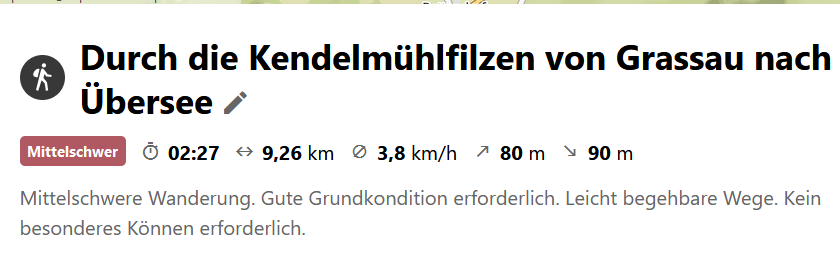 Durch die Kendelmühlfilzen von Grassau nach
Übersee
Mittelschwer 02:27 9,26 km 3,8 km/h 80 m 90 m
Mittelschwere Wanderung. Gute Grundkondition erforderlich. Leicht begehbare Wege. Kein
besonderes Können erforderlich.